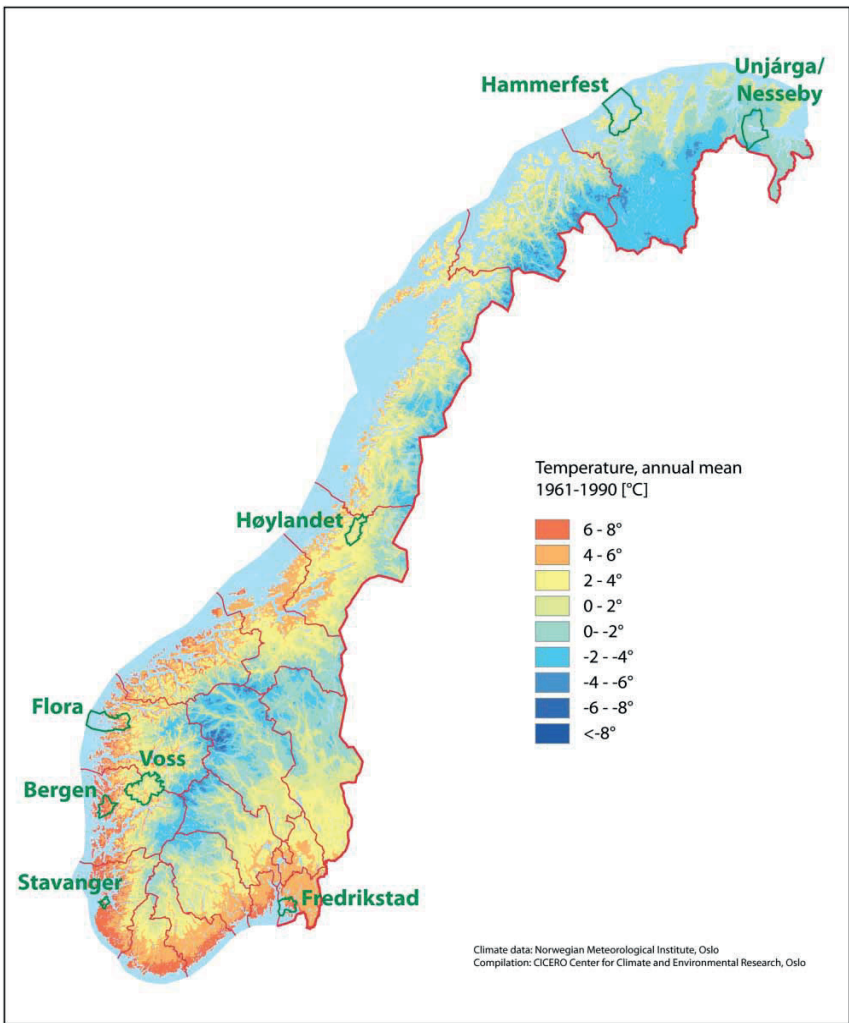 Hammerfest
Unjárga/
Nesseby
Høylandet
Flora
Voss
Bergen
Stavanger
Fredrikstad
Temperature, annual mean
1961-1990 [°C]
6 - 8°
4 - 6°
2 - 4°
0 - 2°
0- -2°
-2 - -4°
-4 - -6°
-6 - -8°
<-8°
Climate data: Norwegian Meteorological Institute, Oslo
Compilation: CICERO Center for Climate and Environmental Research, Oslo